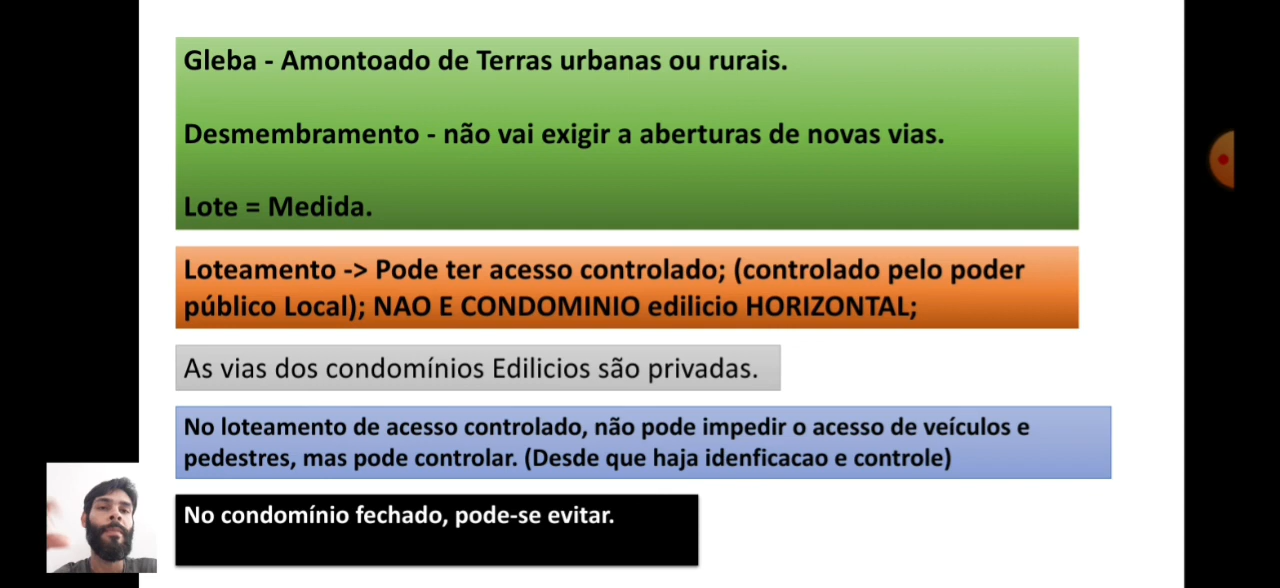 Gleba - Amontoado de Terras urbanas ou rurais.
Desmembramento - não vai exigir a aberturas de novas vias.
Lote = Medida.
Loteamento -> Pode ter acesso controlado; (controlado pelo poder
público Local); NAO E CONDOMINIO edilicio HORIZONTAL;
As vias dos condomínios Edilicios são privadas.
No loteamento de acesso controlado, não pode impedir o acesso de veículos e
pedestres, mas pode controlar. (Desde que haja idenficacao e controle)
No condomínio fechado, pode-se evitar.